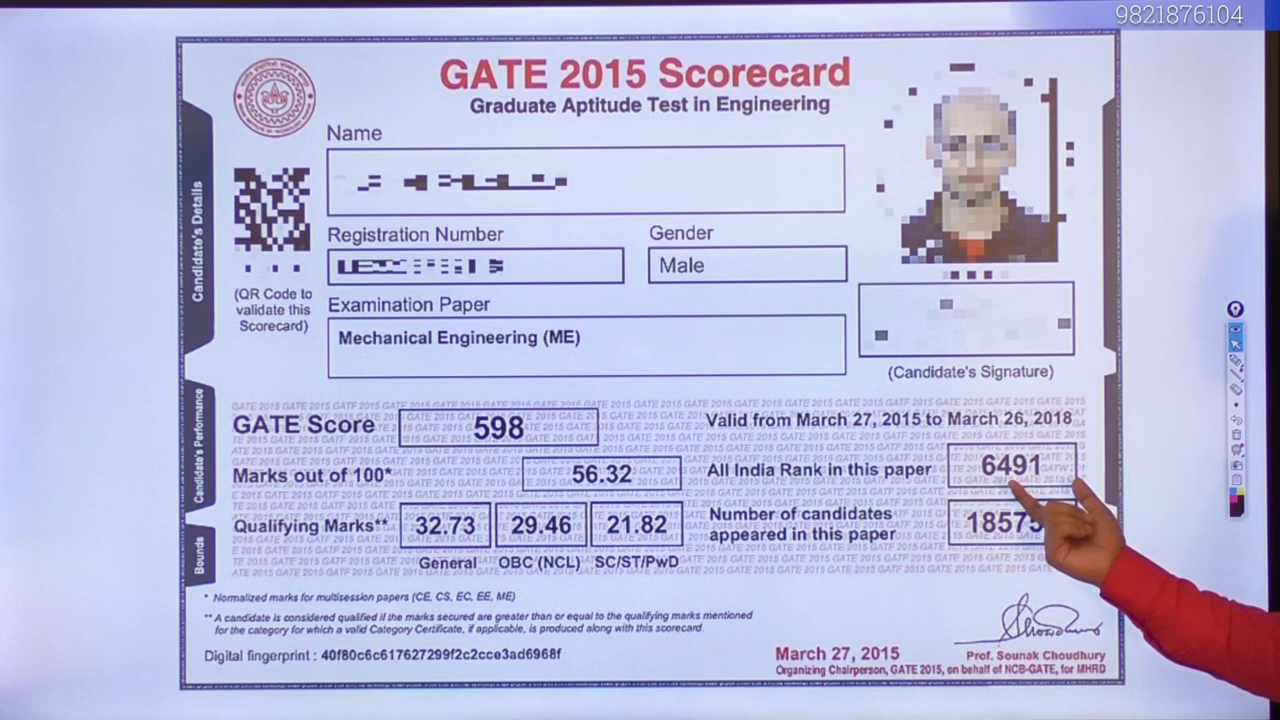 9821876104
GATE 2015 Scorecard
Graduate Aptitude Test in Engineering
Candidate's Details
Name
Registration Number
Gender
Male
(QR Code to
validate this
Scorecard)
Examination Paper
Mechanical Engineering (ME)
(Candidate's Signature)
Candidate's Performance
GATE Score
598
Valid from March 27, 2015 to March 26, 2018
Marks out of 100*
56.32
All India Rank in this paper
6491
Bounds
Qualifying Marks**
32.73
29.46
21.82
General
OBC (NCL)
SC/ST/PwD
Number of candidates
appeared in this paper
* Normalized marks for multisession papers (CE, CS, EC, EE, ME)
** A candidate is considered qualified if the marks secured are greater than or equal to the qualifying marks mentioned
for the category for which a valid Category Certificate, if applicable, is produced along with this scorecard.
Digital fingerprint : 40f80c6c617627299f2c2cce3ad6968f
March 27, 2015
Prof. Sounak Choudhury
Organizing Chairperson, GATE 2015, on behalf of NCB-GATE, for MHRD